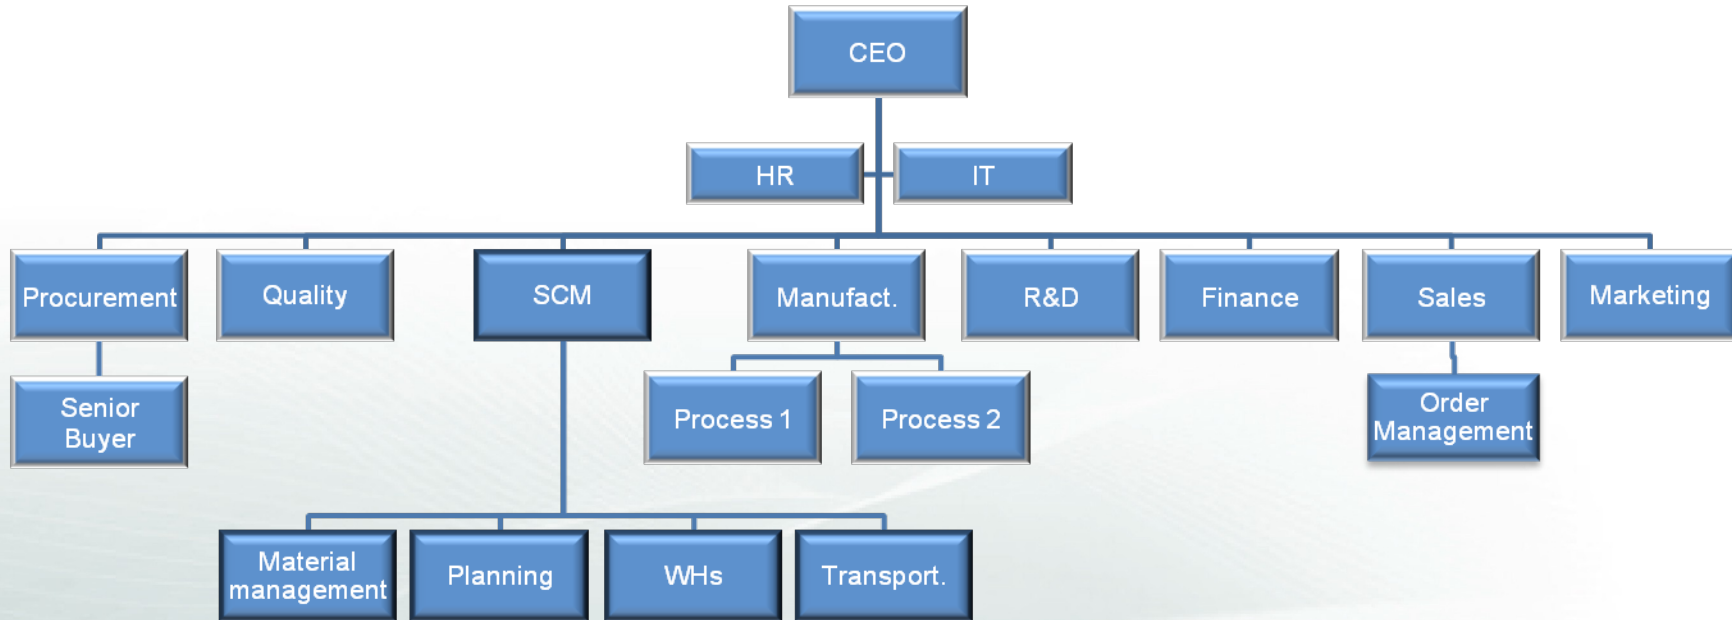 CEO
HR
IT
Procurement
Quality
SCM
Manufact.
R&D
Finance
Sales
Marketing
Senior
Buyer
Process 1
Process 2
Order
Management
Material
management
Planning
WHs
Transport.